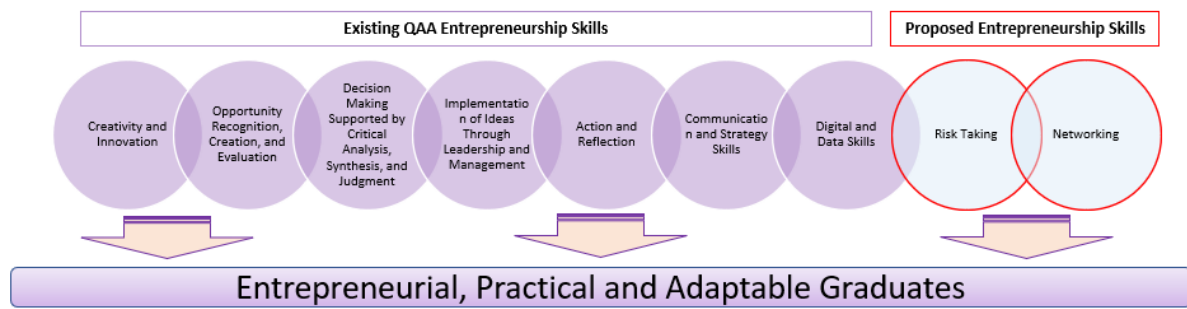 Existing QAA Entrepreneurship Skills
Proposed Entrepreneurship Skills
Creativity and
Innovation
Opportunity
Recognition,
Creation, and
Evaluation
Decision
Making
Supported by
Critical
Analysis,
Synthesis, and
Judgment
Implementatio
n of Ideas
Through
Leadership and
Management
Action and
Reflection
Communicatio
n and Strategy
Skills
Digital and
Data Skills
Risk Taking
Networking
Entrepreneurial, Practical and Adaptable Graduates